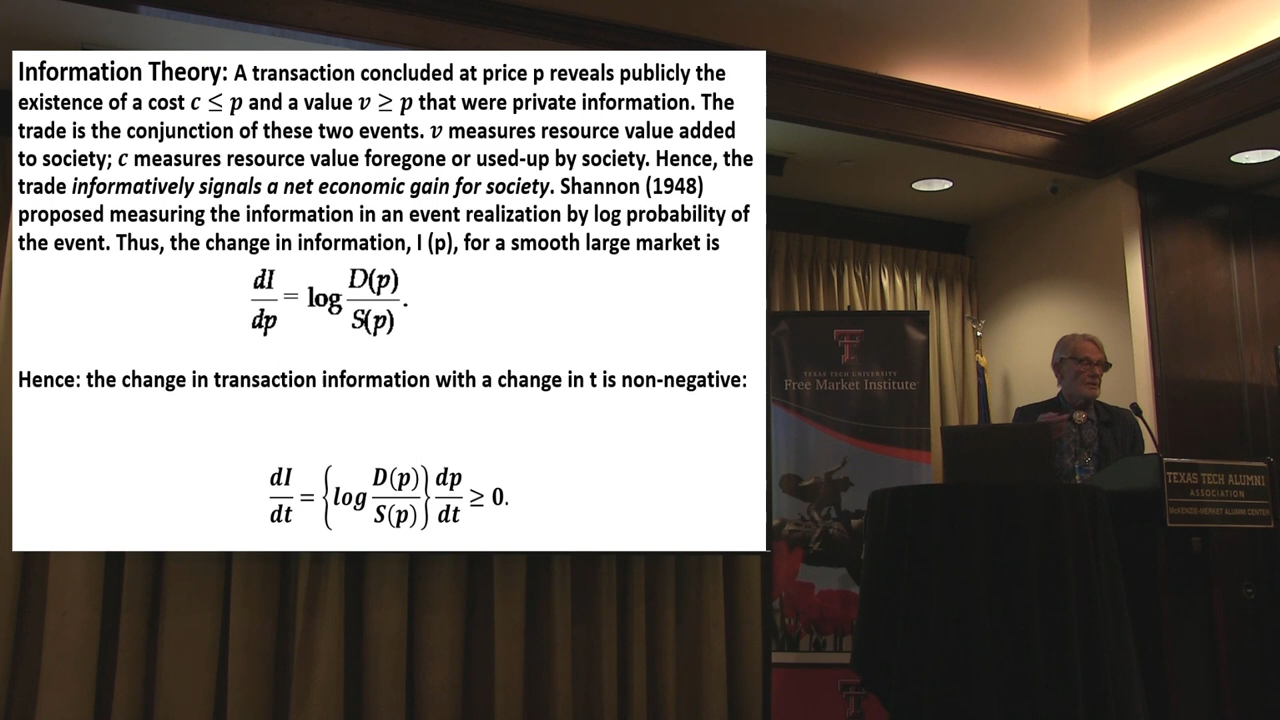 Information Theory: A transaction concluded at price p reveals publicly the
existence of a cost c ≤ p and a value v ≥ p that were private information. The
trade is the conjunction of these two events. v measures resource value added
to society; c measures resource value foregone or used-up by society. Hence, the
trade informatively signals a net economic gain for society. Shannon (1948)
proposed measuring the information in an event realization by log probability of
the event. Thus, the change in information, I (p), for a smooth large market is
dI/dp = log D(p)/S(p).
Hence: the change in transaction information with a change in t is non-negative:
dI/dt = {log D(p)/S(p)} dp/dt ≥ 0.
TEXAS TECH UNIVERSITY
Free Market Institute
TEXAS TECH ALUMNI
ASSOCIATION
McKENZIE-MERKET ALUMNI CENTER